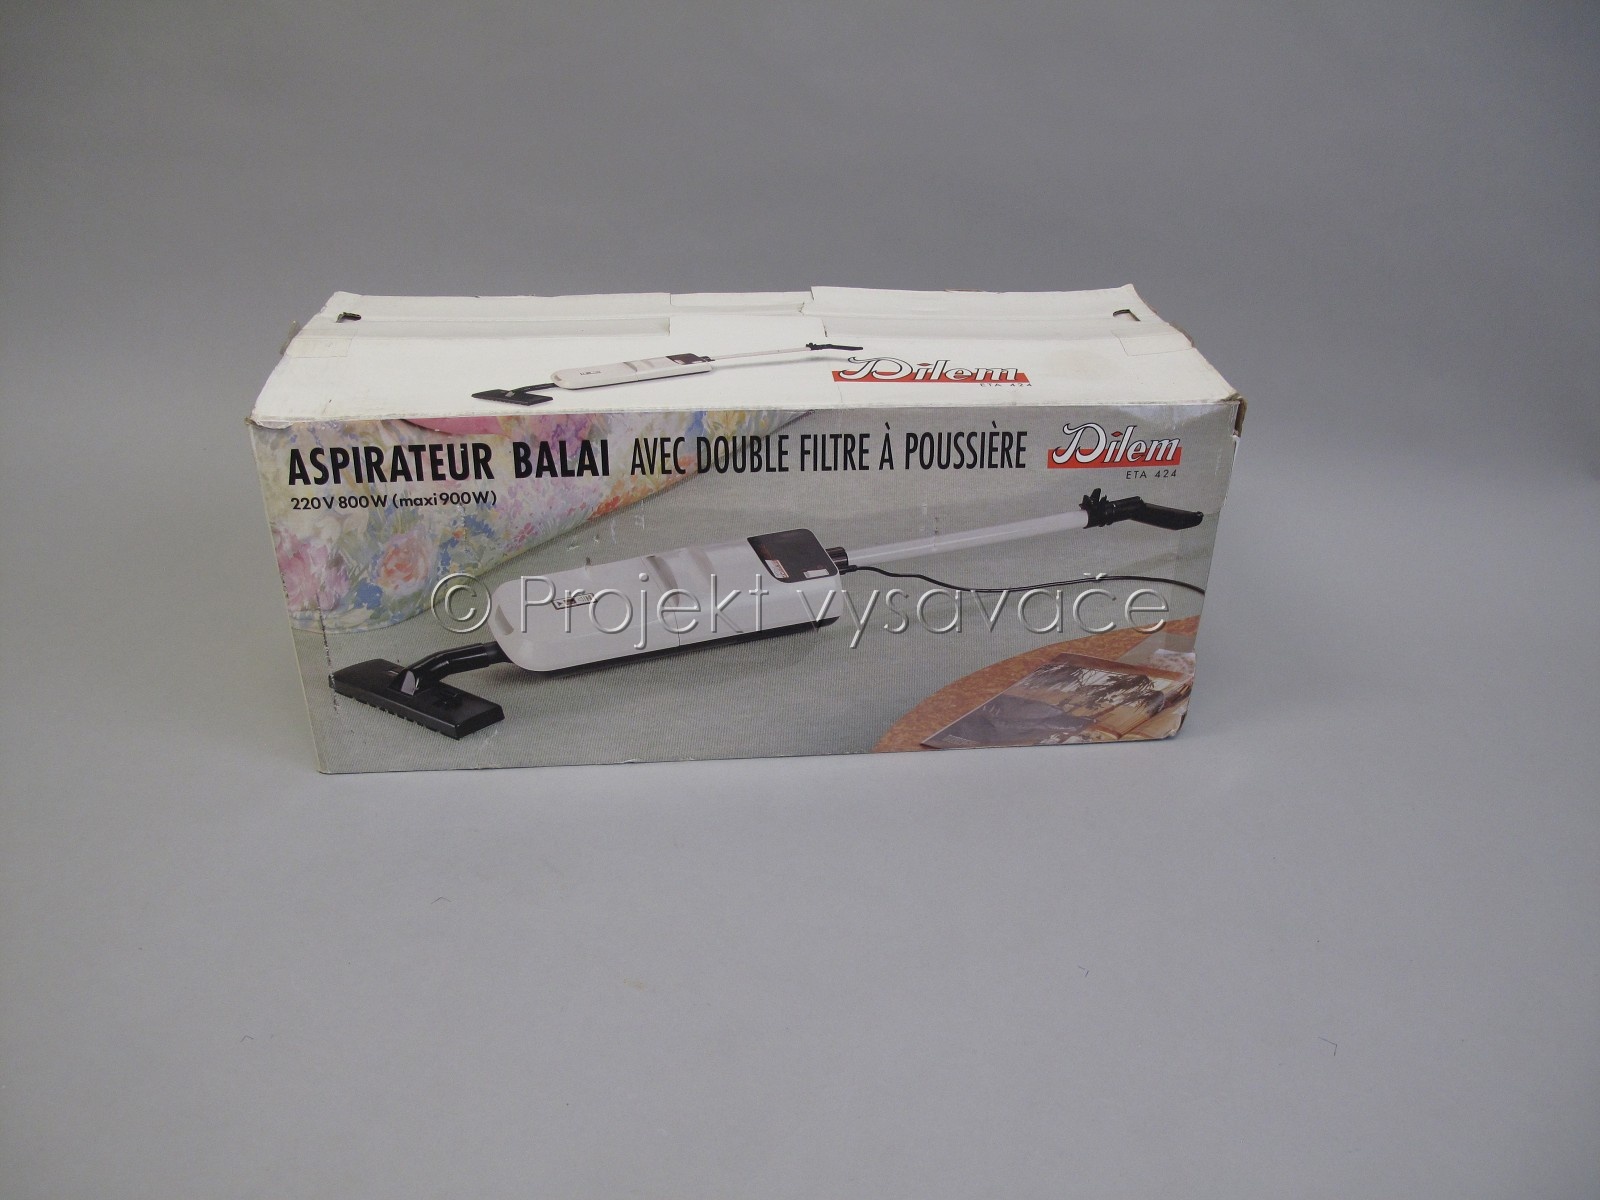 Dilem
ETA 424
ASPIRATEUR BALAI AVEC DOUBLE FILTRE À POUSSIÈRE
Dilem
ETA 424
220V 800W (maxi 900W)
© Projekt vysavače